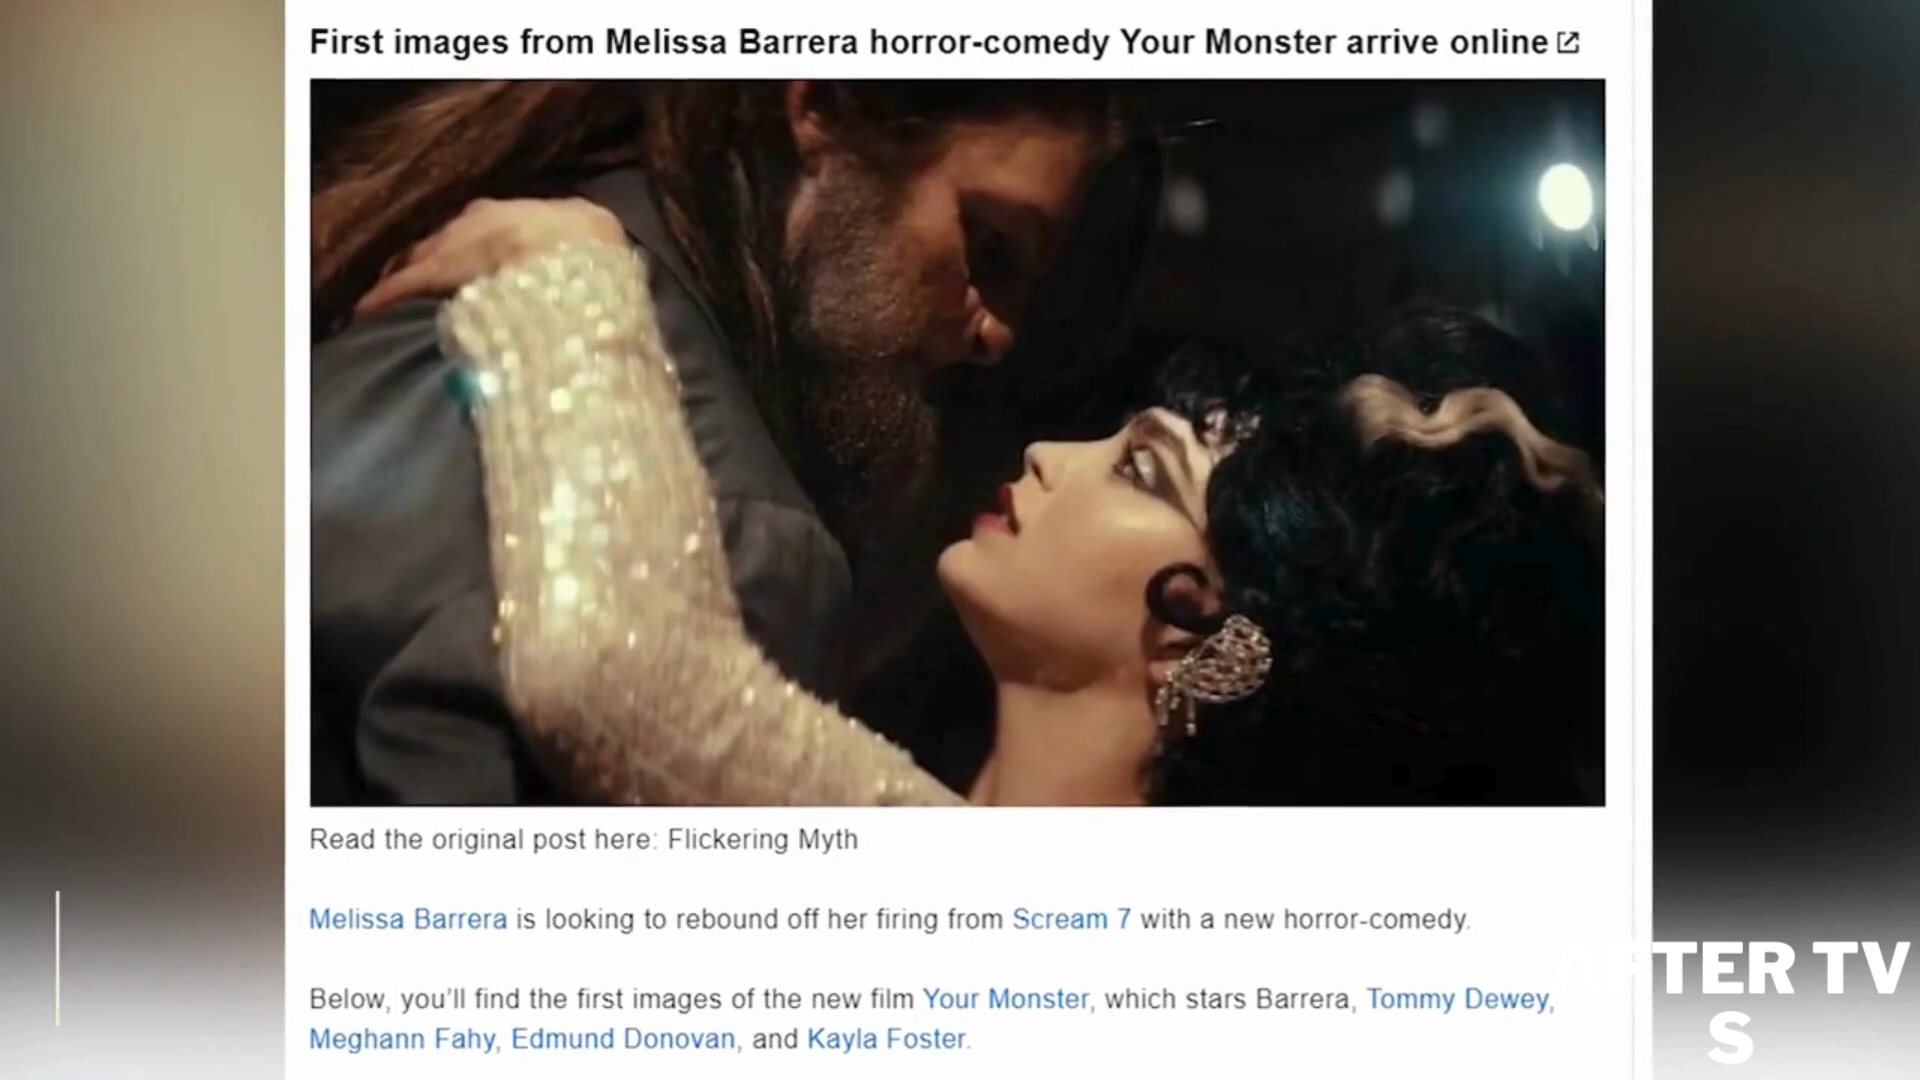 First images from Melissa Barrera horror-comedy Your Monster arrive online
Read the original post here: Flickering Myth
Melissa Barrera is looking to rebound off her firing from Scream 7 with a new horror-comedy.
Below, you'll find the first images of the new film Your Monster, which stars Barrera, Tommy Dewey,
Meghann Fahy, Edmund Donovan, and Kayla Foster.
AFTER TV
S